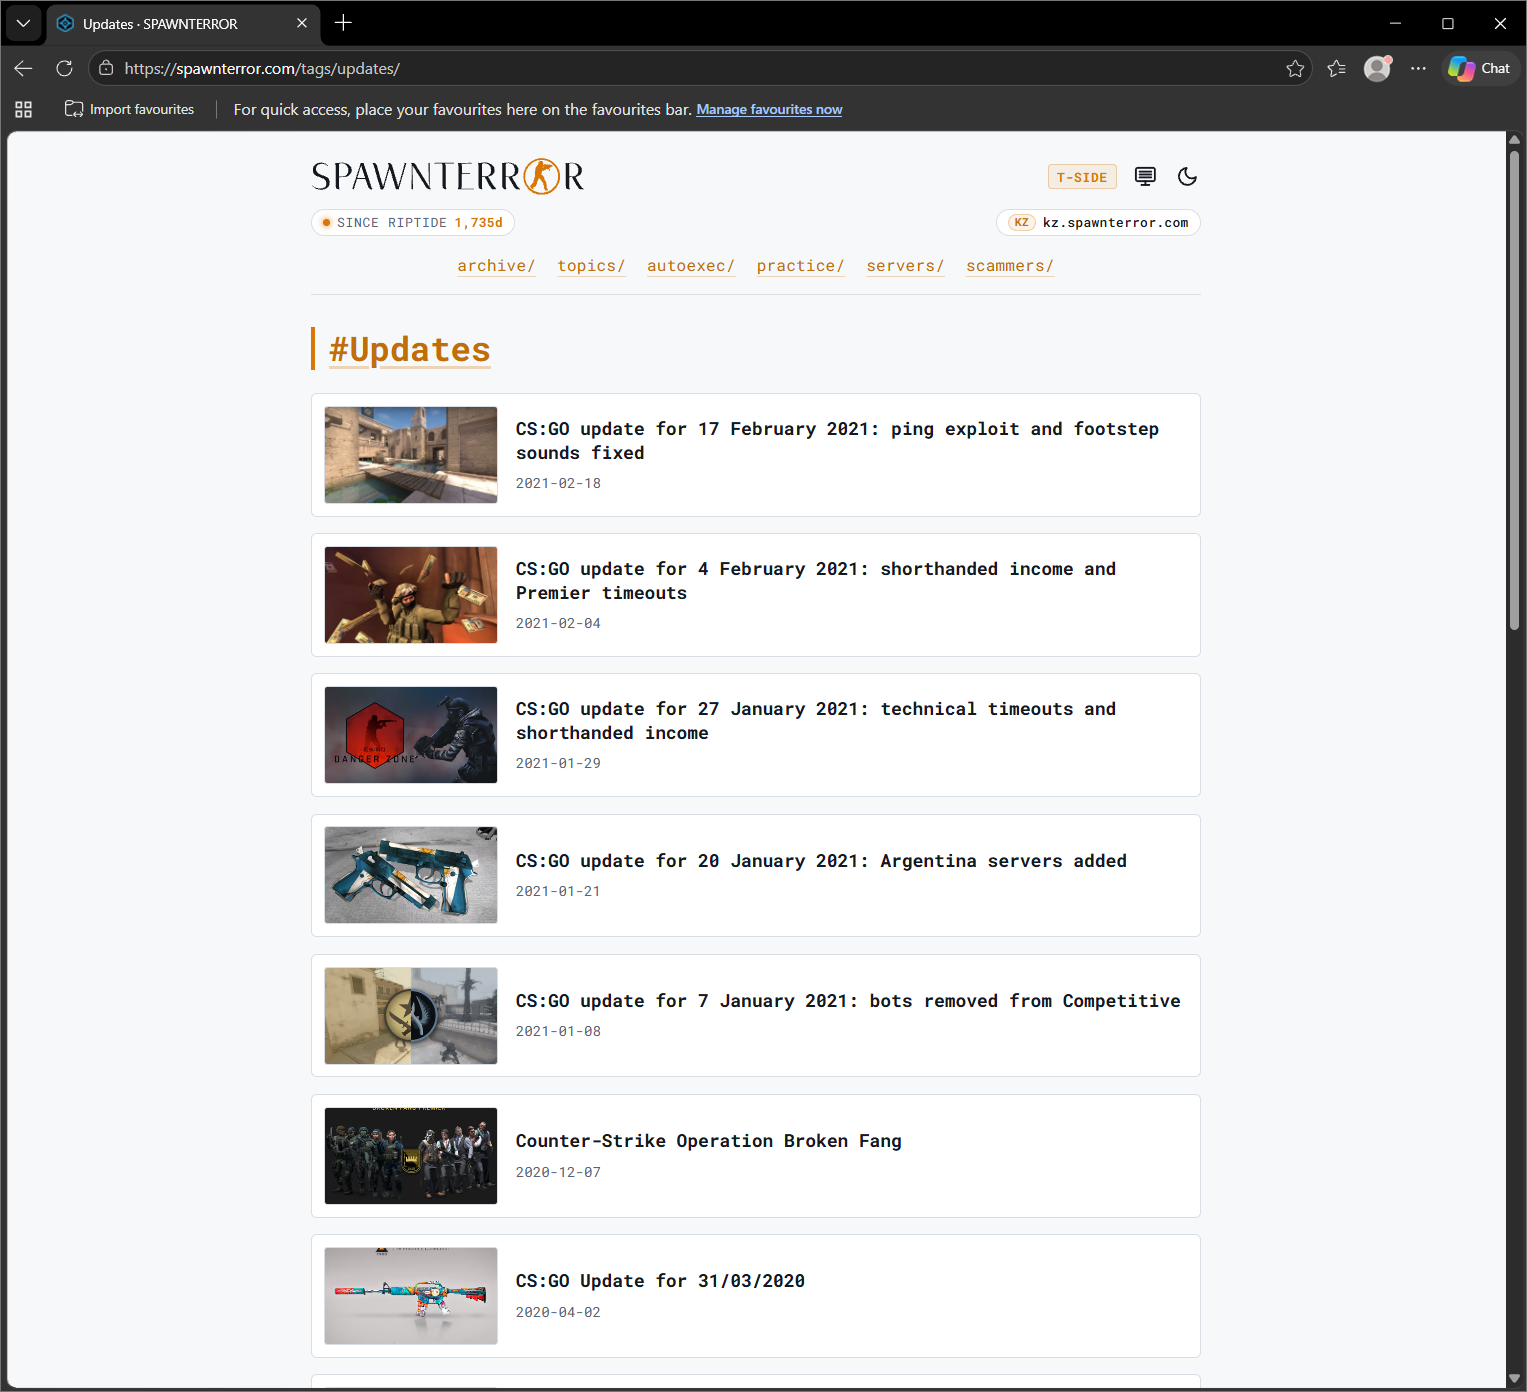 Updates · SPAWNTERROR
https://spawnterror.com/tags/updates/
Chat
Import favourites
For quick access, place your favourites here on the favourites bar. Manage favourites now
SPAWNTERROR
T-SIDE
SINCE RIPTIDE 1,735d
KZ kz.spawnterror.com
archive/ topics/ autoexec/ practice/ servers/ scammers/
#Updates
CS:GO update for 17 February 2021: ping exploit and footstep
sounds fixed
2021-02-18
CS:GO update for 4 February 2021: shorthanded income and
Premier timeouts
2021-02-04
DANGER ZONE
CS:GO update for 27 January 2021: technical timeouts and
shorthanded income
2021-01-29
CS:GO update for 20 January 2021: Argentina servers added
2021-01-21
CS:GO update for 7 January 2021: bots removed from Competitive
2021-01-08
Counter-Strike Operation Broken Fang
2020-12-07
CS:GO Update for 31/03/2020
2020-04-02